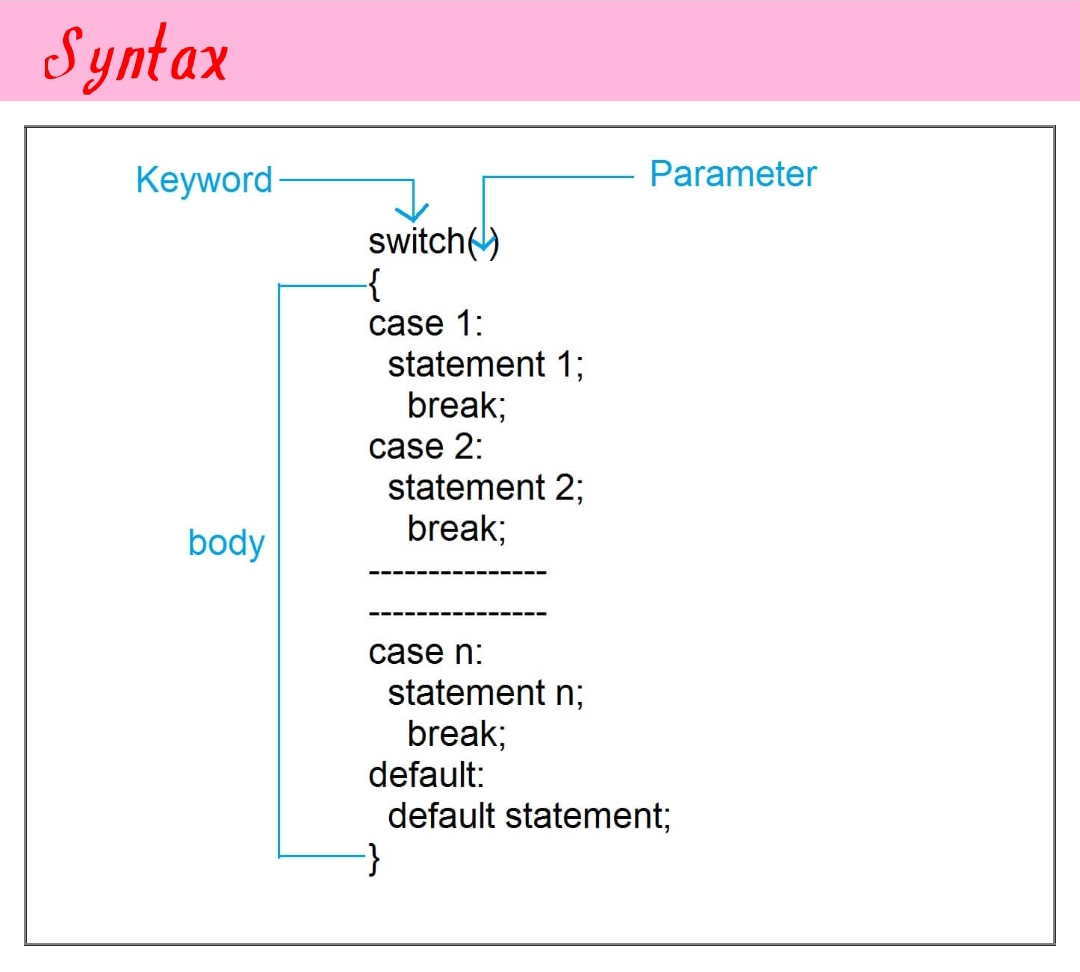 Syntax
Keyword
Parameter
switch( )
{
case 1:
statement 1;
break;
case 2:
statement 2;
break;
body
---------------
---------------
case n:
statement n;
break;
default:
default statement;
}